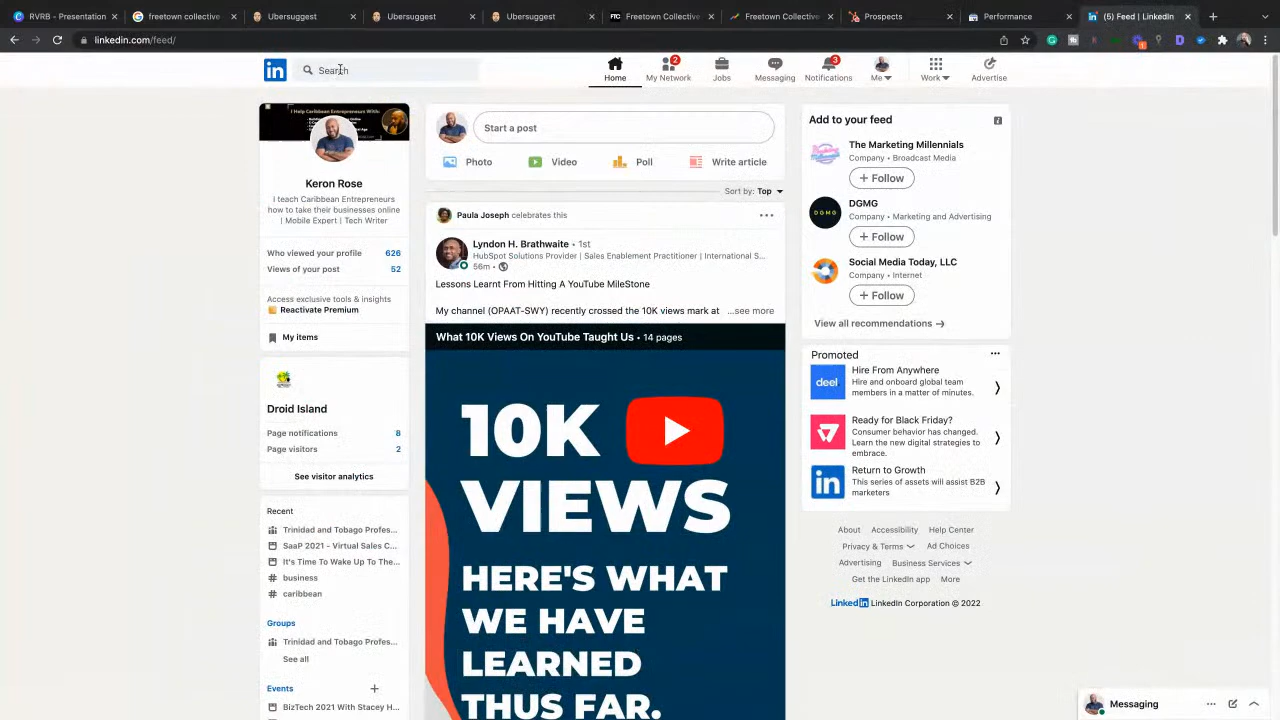 RVRB - Presentation
freetown collective
Ubersuggest
Ubersuggest
Ubersuggest
FTC
Freetown Collective
Freetown Collective
Prospects
Performance
(5) Feed | LinkedIn
linkedin.com/feed/
in
Search
Home
2
My Network
Jobs
Messaging
3
Notifications
Me
Work
Advertise
I Help Caribbean Entrepreneurs With:
Keron Rose
I teach Caribbean Entrepreneurs
how to take their businesses online
| Mobile Expert | Tech Writer
Who viewed your profile 626
Views of your post 52
Access exclusive tools & insights
Reactivate Premium
My items
Droid Island
Page notifications 8
Page visitors 2
See visitor analytics
Recent
Trinidad and Tobago Profes...
SaaP 2021 - Virtual Sales C...
It's Time To Wake Up To The...
# business
# caribbean
Groups
Trinidad and Tobago Profes...
See all
Events +
BizTech 2021 With Stacey H...
Start a post
Photo
Video
Poll
Write article
Sort by: Top
Paula Joseph celebrates this
Lyndon H. Brathwaite • 1st
HubSpot Solutions Provider | Sales Enablement Practitioner | International S...
56m •
Lessons Learnt From Hitting A YouTube MileStone
My channel (OPAAT-SWY) recently crossed the 10K views mark at ...see more
What 10K Views On YouTube Taught Us • 14 pages
10K
VIEWS
HERE'S WHAT
WE HAVE
LEARNED
THUS FAR.
Add to your feed
The Marketing Millennials
Company • Broadcast Media
+ Follow
DGMG
DGMG
Company • Marketing and Advertising
+ Follow
Social Media Today, LLC
Company • Internet
+ Follow
View all recommendations →
Promoted
deel.
Hire From Anywhere
Hire and onboard global team
members in a matter of minutes.
Ready for Black Friday?
Consumer behavior has changed.
Learn the new digital strategies to
embrace.
in
Return to Growth
This series of assets will assist B2B
marketers
About Accessibility Help Center
Privacy & Terms Ad Choices
Advertising Business Services
Get the LinkedIn app More
LinkedIn LinkedIn Corporation © 2022
Messaging